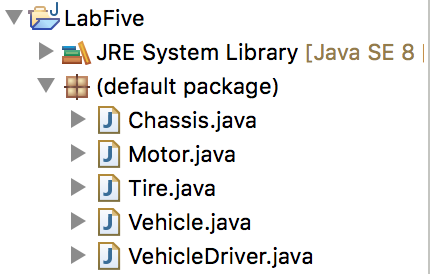 LabFive
JRE System Library [Java SE 8
(default package)
Chassis.java
Motor.java
Tire.java
Vehicle.java
VehicleDriver.java